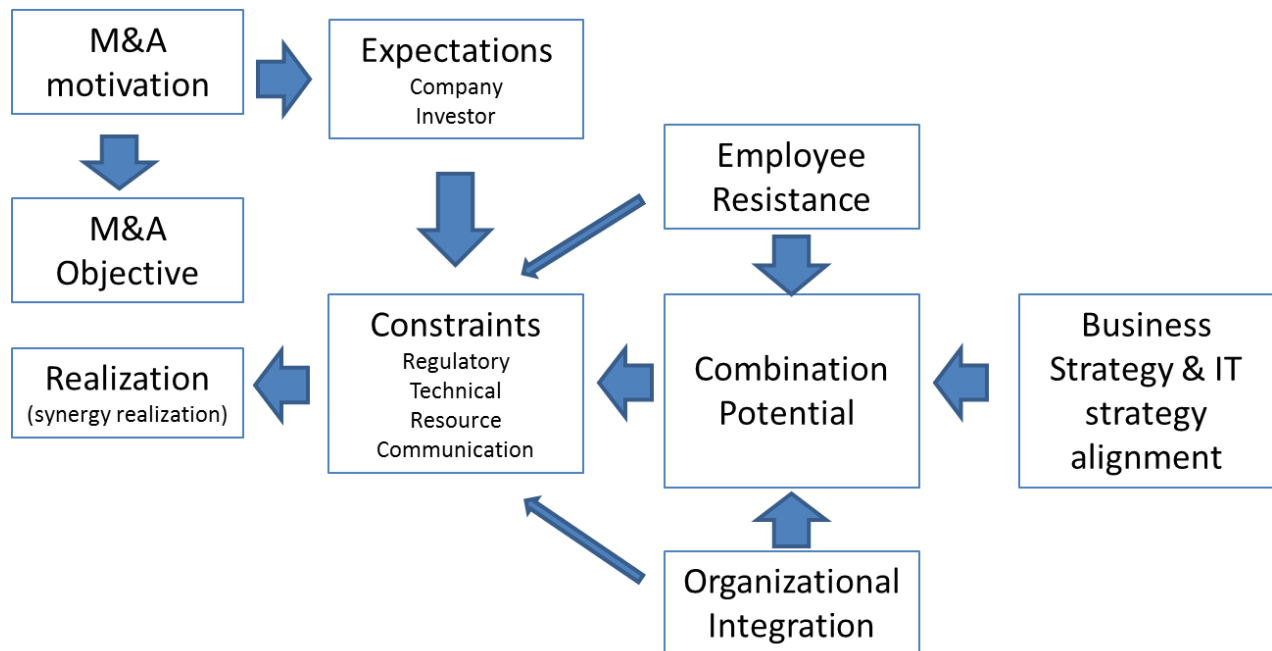 M&A
motivation
Expectations
Company
Investor
Employee
Resistance
M&A
Objective
Constraints
Regulatory
Technical
Resource
Communication
Realization
(synergy realization)
Combination
Potential
Business
Strategy & IT
strategy
alignment
Organizational
Integration